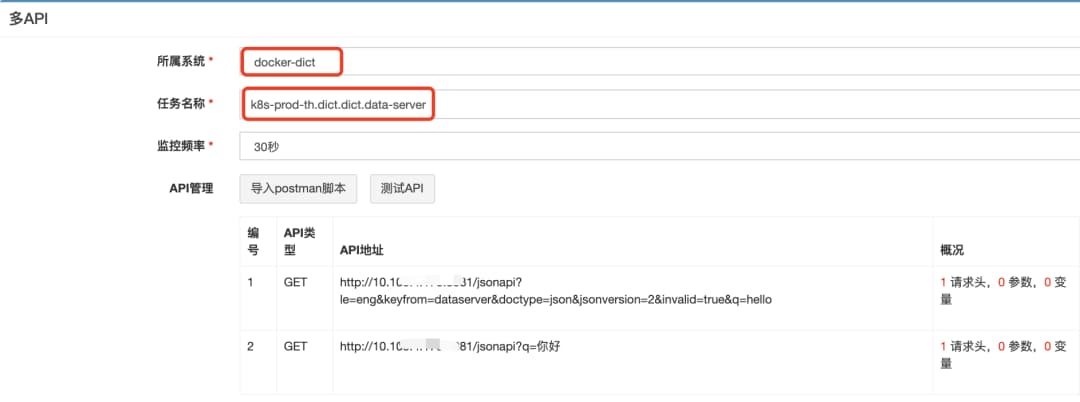 多API
所属系统 *
docker-dict
任务名称 *
k8s-prod-th.dict.dict.data-server
监控频率 *
30秒
API管理
导入postman脚本
测试API
编号
API类型
API地址
概况
1
GET
http://10.10
81/jsonapi?
le=eng&keyfrom=dataserver&doctype=json&jsonversion=2&invalid=true&q=hello
1 请求头，0 参数，0 变
量
2
GET
http://10.10
81/jsonapi?q=你好
1 请求头，0 参数，0 变
量